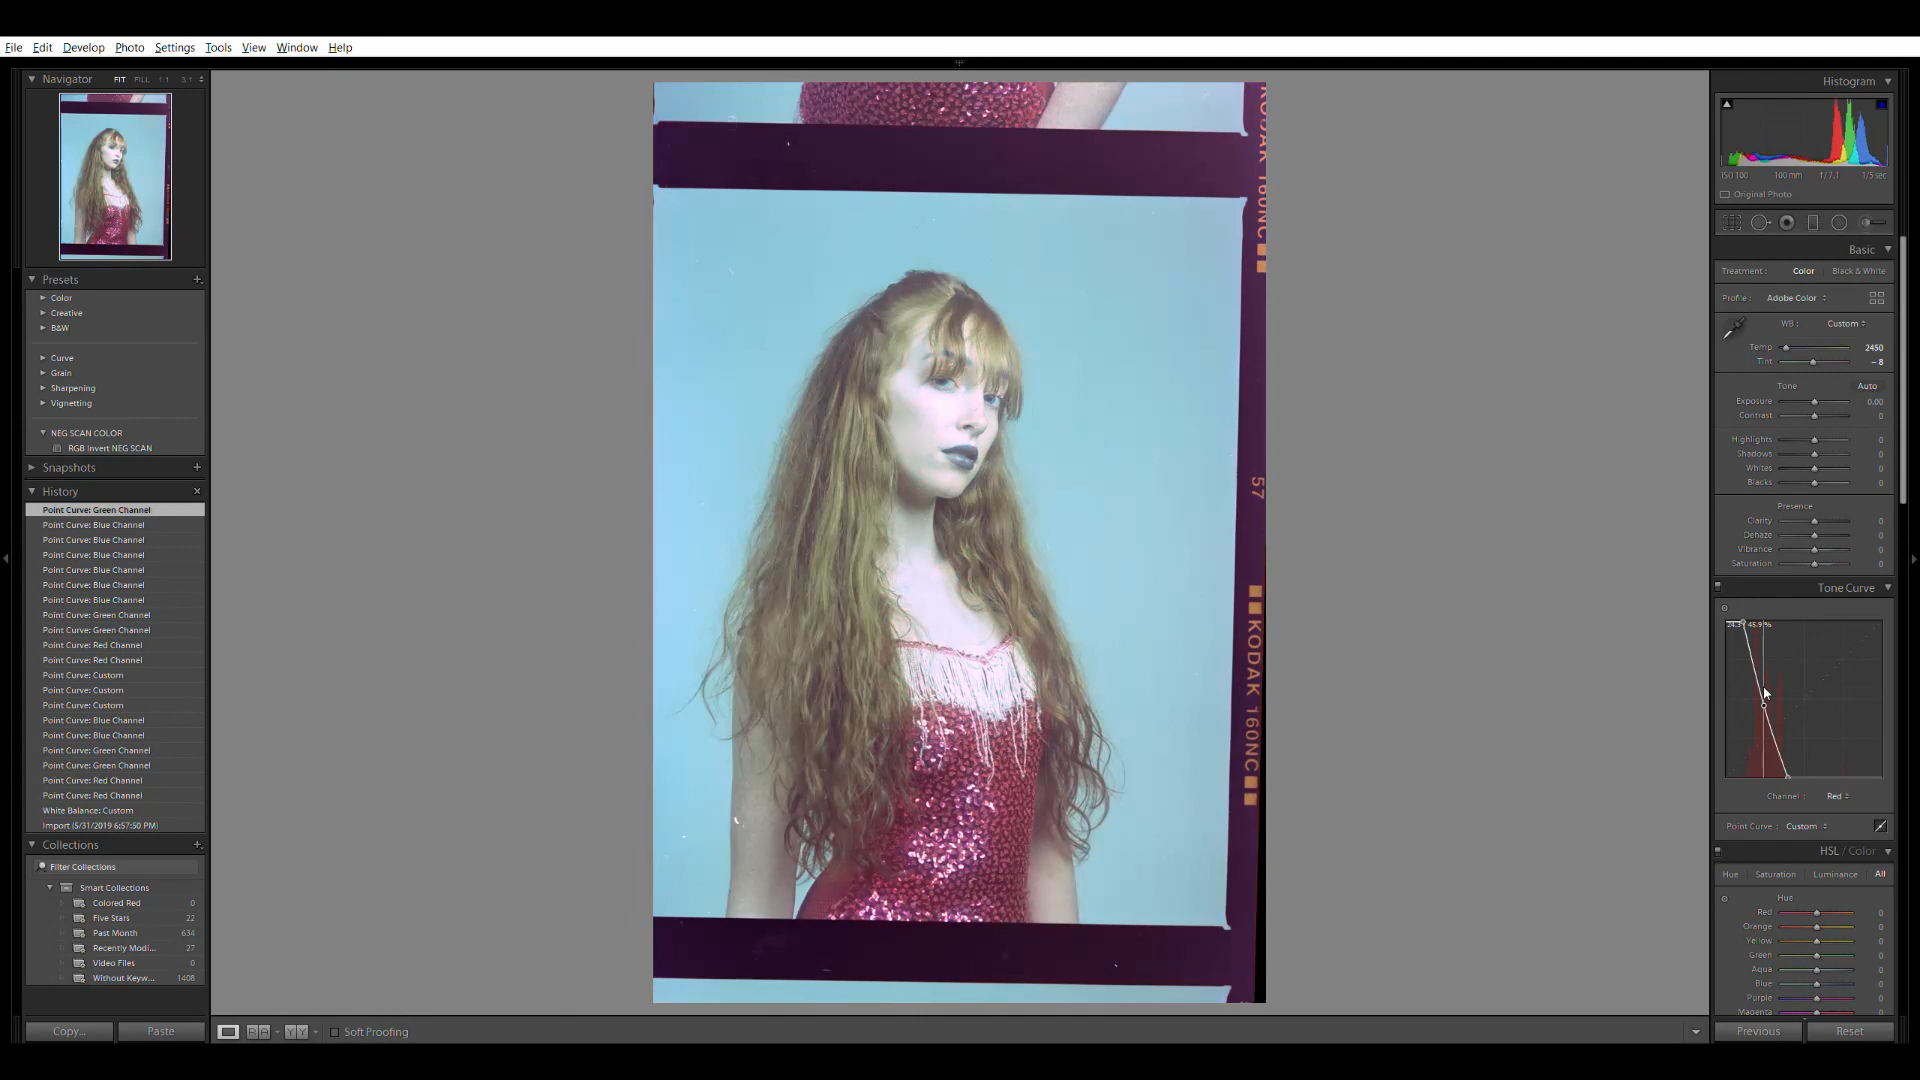 File Edit Develop Photo Settings Tools View Window Help
Navigator FIT FILL 1:1 3:1
Histogram
ISO 100 100 mm f/7.1 1/5 sec
Original Photo
Basic
Treatment: Color Black & White
Profile: Adobe Color
WB: Custom
Temp 2450
Tint -8
Tone Auto
Exposure 0.00
Contrast 0
Highlights 0
Shadows 0
Whites 0
Blacks 0
Presence
Clarity 0
Dehaze 0
Vibrance 0
Saturation 0
Tone Curve
45.9 %
Channel: Red
Point Curve: Custom
HSL / Color
Hue Saturation Luminance All
Hue
Red 0
Orange 0
Yellow 0
Green 0
Aqua 0
Blue 0
Purple 0
Magenta 0
Previous Reset
Presets
Color
Creative
B&W
Curve
Grain
Sharpening
Vignetting
NEG SCAN COLOR
RGB Invert NEG SCAN
Snapshots
History
Point Curve: Green Channel
Point Curve: Blue Channel
Point Curve: Blue Channel
Point Curve: Blue Channel
Point Curve: Blue Channel
Point Curve: Blue Channel
Point Curve: Blue Channel
Point Curve: Green Channel
Point Curve: Green Channel
Point Curve: Red Channel
Point Curve: Red Channel
Point Curve: Custom
Point Curve: Custom
Point Curve: Custom
Point Curve: Blue Channel
Point Curve: Blue Channel
Point Curve: Green Channel
Point Curve: Green Channel
Point Curve: Red Channel
Point Curve: Red Channel
White Balance: Custom
Import (5/31/2019 6:57:50 PM)
Collections
Filter Collections
Smart Collections
Colored Red 0
Five Stars 22
Past Month 634
Recently Modi... 27
Video Files 0
Without Keyw... 1408
Copy... Paste
Soft Proofing
KODAK 160NC
57
KODAK 160NC